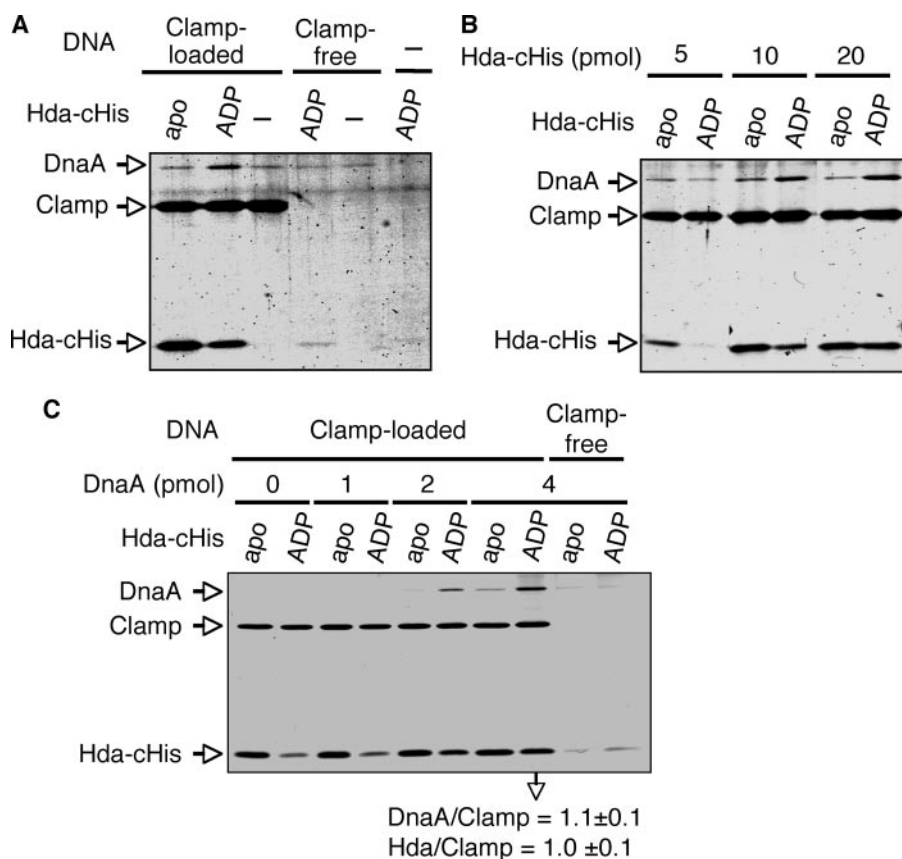 A
DNA
Clamp-loaded
Clamp-free
–
Hda-cHis
apo
ADP
–
ADP
–
ADP
DnaA
Clamp
Hda-cHis
B
Hda-cHis (pmol)
5
10
20
Hda-cHis
apo
ADP
apo
ADP
apo
ADP
DnaA
Clamp
Hda-cHis
C
DNA
Clamp-loaded
Clamp-free
DnaA (pmol)
0
1
2
4
Hda-cHis
apo
ADP
apo
ADP
apo
ADP
apo
ADP
apo
ADP
DnaA
Clamp
Hda-cHis
DnaA/Clamp = 1.1±0.1
Hda/Clamp = 1.0 ±0.1